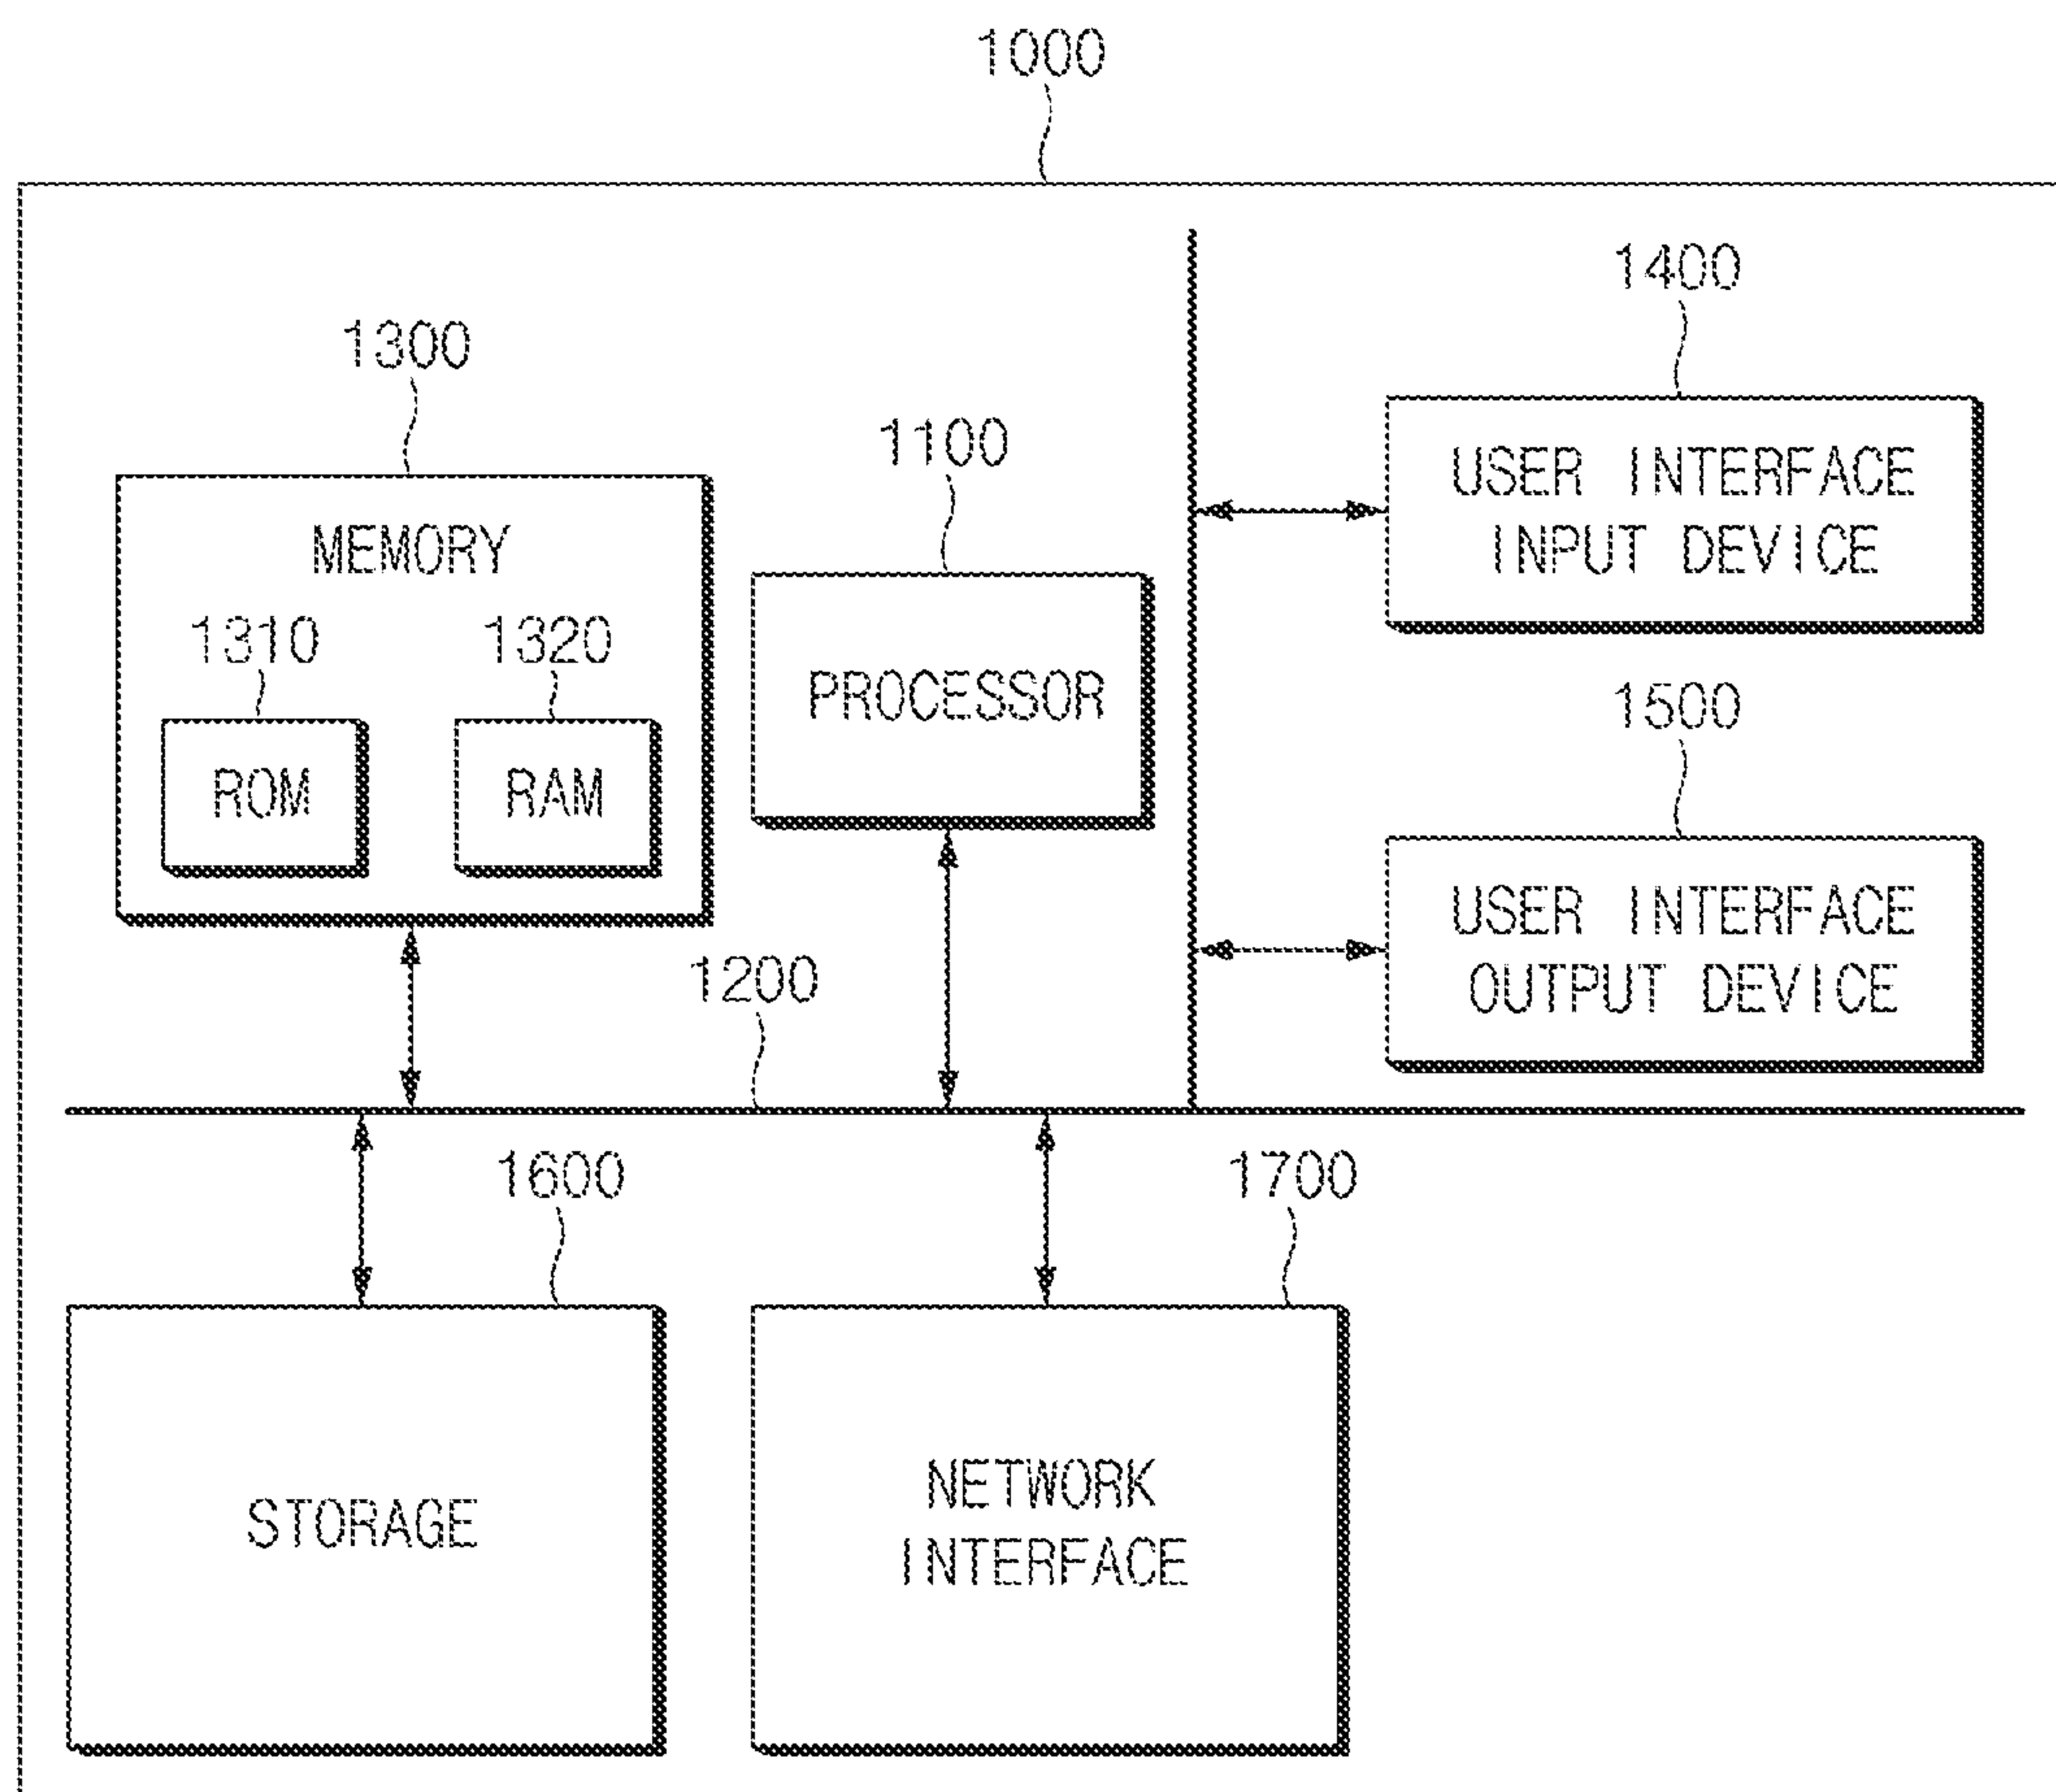 1000
1400
1300
1100
USER INTERFACE
INPUT DEVICE
MEMORY
1310
1320
PROCESSOR
1500
ROM
RAM
USER INTERFACE
OUTPUT DEVICE
1200
1600
1700
STORAGE
NETWORK
INTERFACE